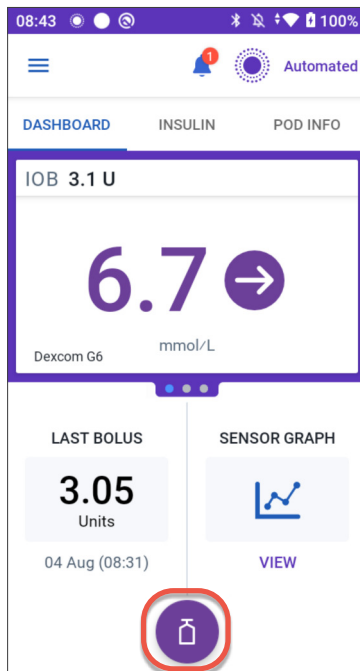 08:43 100%
1
Automated
DASHBOARD INSULIN POD INFO
IOB 3.1 U
6.7
mmol/L
Dexcom G6
LAST BOLUS SENSOR GRAPH
3.05
Units
04 Aug (08:31) VIEW